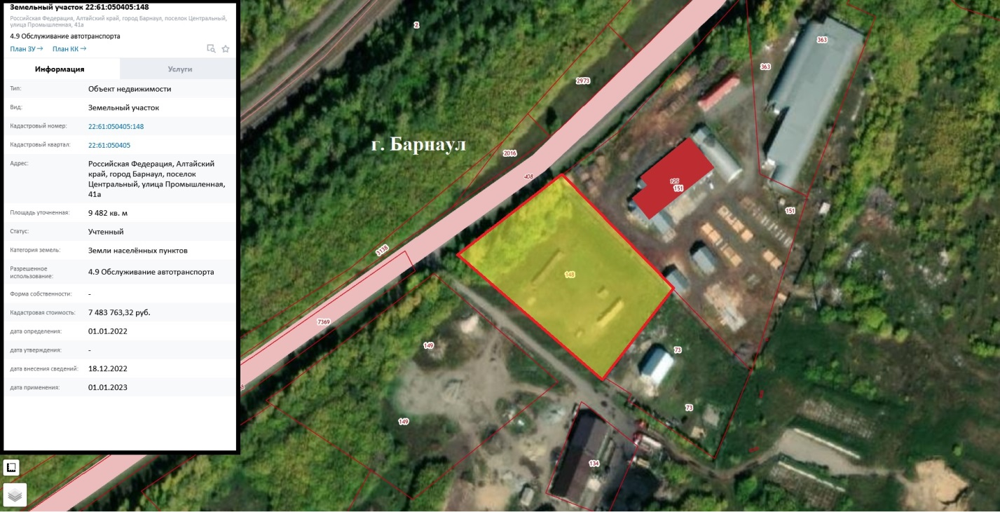 Земельный участок 22:61:050405:148
Российская Федерация, Алтайский край, город Барнаул, поселок Центральный,
улица Промышленная, 41а
4.9 Обслуживание автотранспорта
План ЗУ → План КК →
Информация Услуги
Тип: Объект недвижимости
Вид: Земельный участок
Кадастровый номер: 22:61:050405:148
Кадастровый квартал: 22:61:050405
Адрес: Российская Федерация, Алтайский
край, город Барнаул, поселок
Центральный, улица Промышленная,
41а
Площадь уточненная: 9 482 кв. м
Статус: Учтенный
Категория земель: Земли населённых пунктов
Разрешенное
использование: 4.9 Обслуживание автотранспорта
Форма собственности: -
Кадастровая стоимость: 7 483 763,32 руб.
дата определения: 01.01.2022
дата утверждения: -
дата внесения сведений: 18.12.2022
дата применения: 01.01.2023
2
363
363
2973
г. Барнаул
2016
408
125
151
151
3138
148
7369
149
73
73
149
134